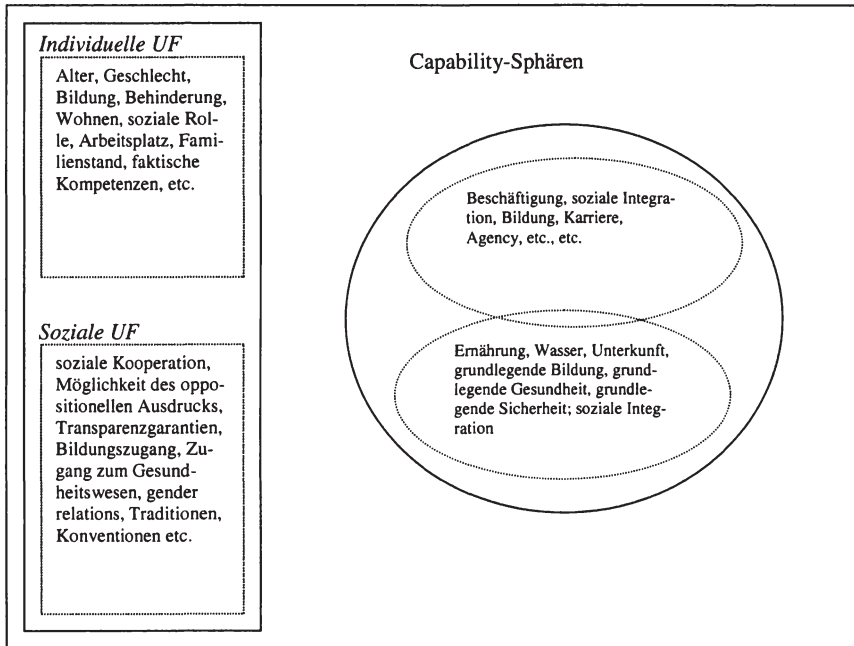 Individuelle UF
Alter, Geschlecht,
Bildung, Behinderung,
Wohnen, soziale Rol-
le, Arbeitsplatz, Fami-
lienstand, faktische
Kompetenzen, etc.
Soziale UF
soziale Kooperation,
Möglichkeit des oppo-
sitionellen Ausdrucks,
Transparenzgarantien,
Bildungszugang, Zu-
gang zum Gesund-
heitswesen, gender
relations, Traditionen,
Konventionen etc.
Capability-Sphären
Beschäftigung, soziale Integra-
tion, Bildung, Karriere,
Agency, etc., etc.
Ernährung, Wasser, Unterkunft,
grundlegende Bildung, grund-
legende Gesundheit, grundle-
gende Sicherheit; soziale Integ-
ration